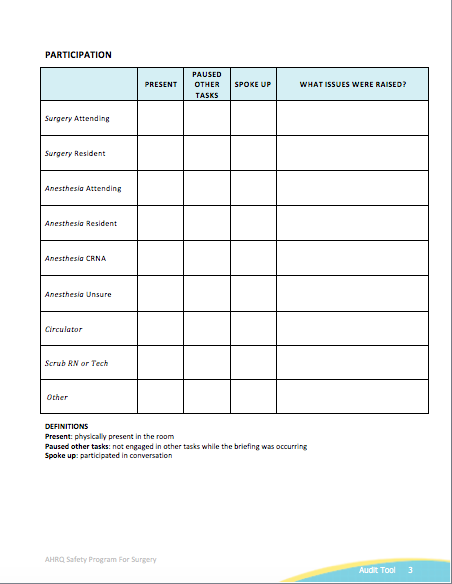 PARTICIPATION
PRESENT
PAUSED
OTHER
TASKS
SPOKE UP
WHAT ISSUES WERE RAISED?
Surgery Attending
Surgery Resident
Anesthesia Attending
Anesthesia Resident
Anesthesia CRNA
Anesthesia Unsure
Circulator
Scrub RN or Tech
Other
DEFINITIONS
Present: physically present in the room
Paused other tasks: not engaged in other tasks while the briefing was occurring
Spoke up: participated in conversation
AHRQ Safety Program For Surgery
Audit Tool 3